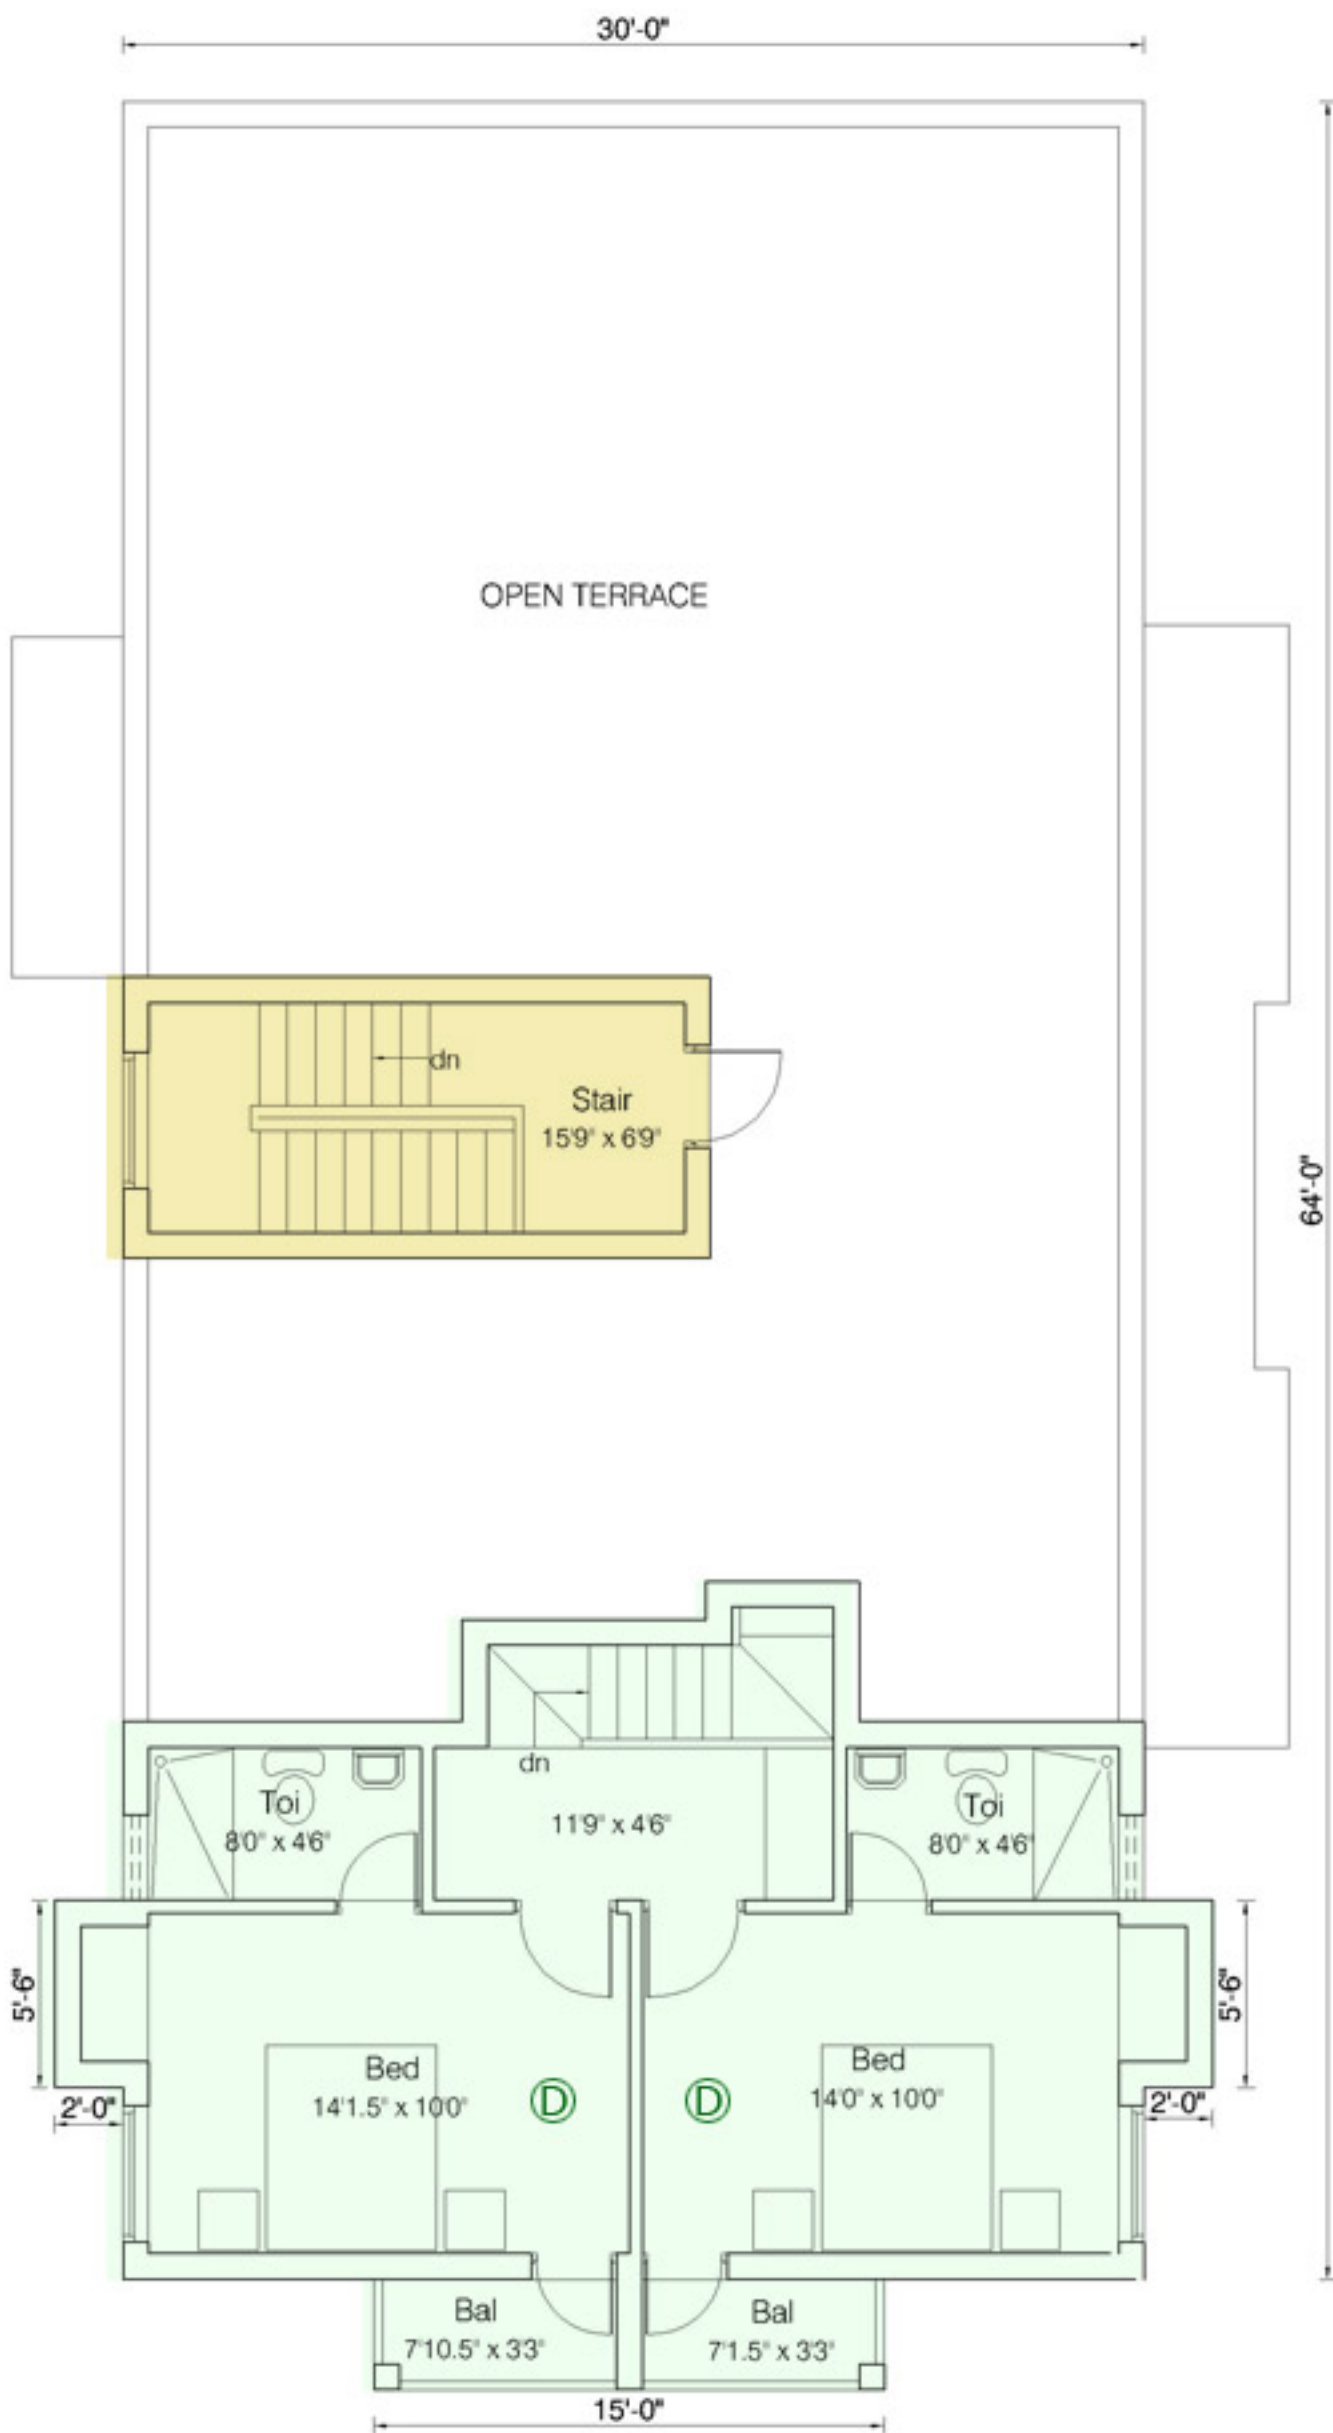 30'-0"
OPEN TERRACE
dn
Stair
15'9" x 6'9"
64'-0"
dn
Toi
8'0" x 4'6"
11'9" x 4'6"
Toi
8'0" x 4'6"
5'-6"
5'-6"
Bed
14'1.5" x 10'0"
D
D
Bed
14'0" x 10'0"
2'-0"
2'-0"
Bal
7'10.5" x 3'3"
Bal
7'1.5" x 3'3"
15'-0"